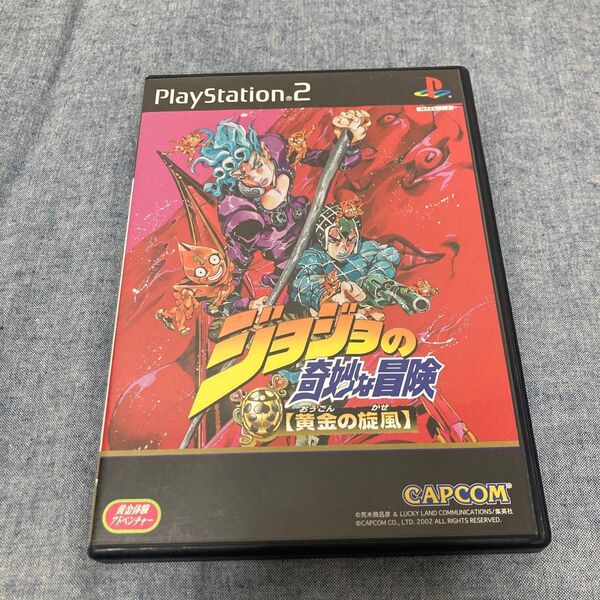 PlayStation®2
ジョジョの
奇妙な冒険
おうごん かぜ
【黄金の旋風】
黄金体験
アドベンチャー
CAPCOM®
©荒木飛呂彦 & LUCKY LAND COMMUNICATIONS/集英社
©CAPCOM CO., LTD. 2002 ALL RIGHTS RESERVED.